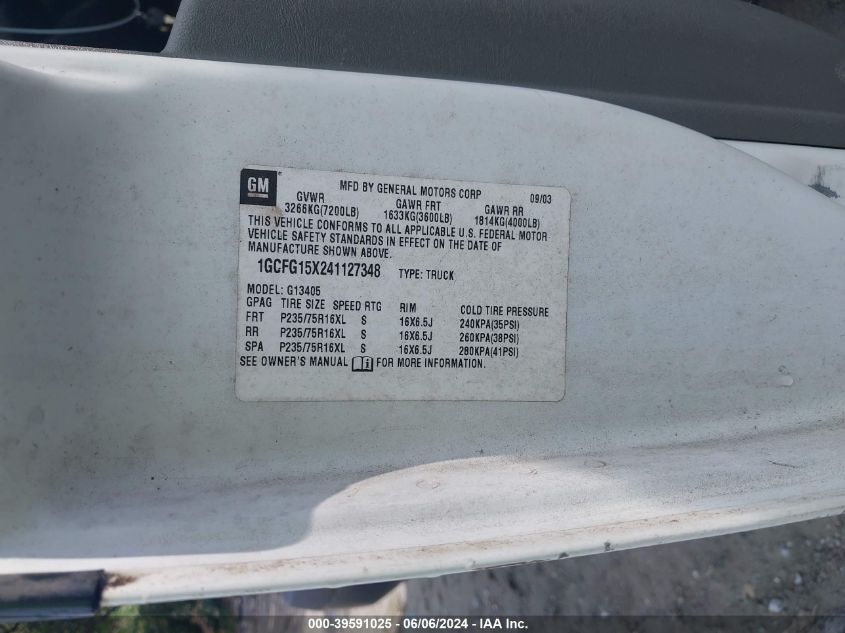 GM ®
MFD BY GENERAL MOTORS CORP 09/03
GVWR GAWR FRT GAWR RR
3266KG(7200LB) 1633KG(3600LB) 1814KG(4000LB)
THIS VEHICLE CONFORMS TO ALL APPLICABLE U.S. FEDERAL MOTOR
VEHICLE SAFETY STANDARDS IN EFFECT ON THE DATE OF
MANUFACTURE SHOWN ABOVE.
1GCFG15X241127348 TYPE: TRUCK
MODEL: G13405
GPAG TIRE SIZE SPEED RTG RIM COLD TIRE PRESSURE
FRT P235/75R16XL S 16X6.5J 240KPA(35PSI)
RR P235/75R16XL S 16X6.5J 260KPA(38PSI)
SPA P235/75R16XL S 16X6.5J 280KPA(41PSI)
SEE OWNER'S MANUAL i FOR MORE INFORMATION.
000-39591025 - 06/06/2024 - IAA Inc.